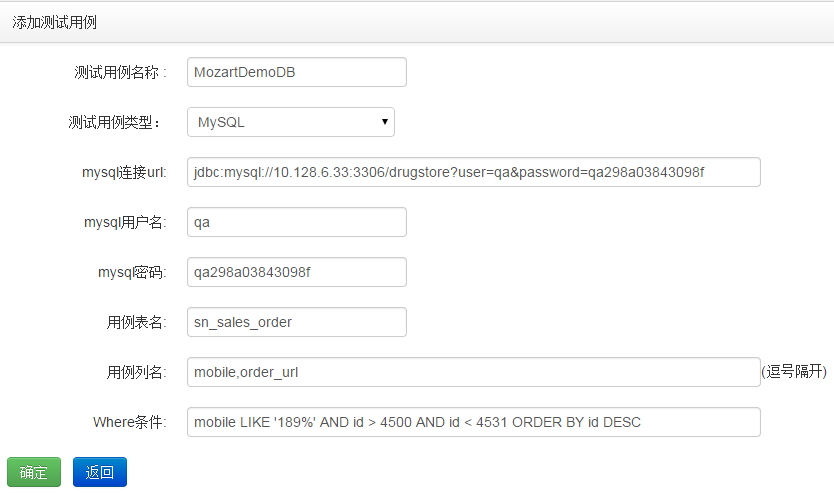 添加测试用例
测试用例名称 : MozartDemoDB
测试用例类型： MySQL
mysql连接url: jdbc:mysql://10.128.6.33:3306/drugstore?user=qa&password=qa298a03843098f
mysql用户名: qa
mysql密码: qa298a03843098f
用例表名: sn_sales_order
用例列名: mobile,order_url (逗号隔开)
Where条件: mobile LIKE '189%' AND id > 4500 AND id < 4531 ORDER BY id DESC
确定 返回